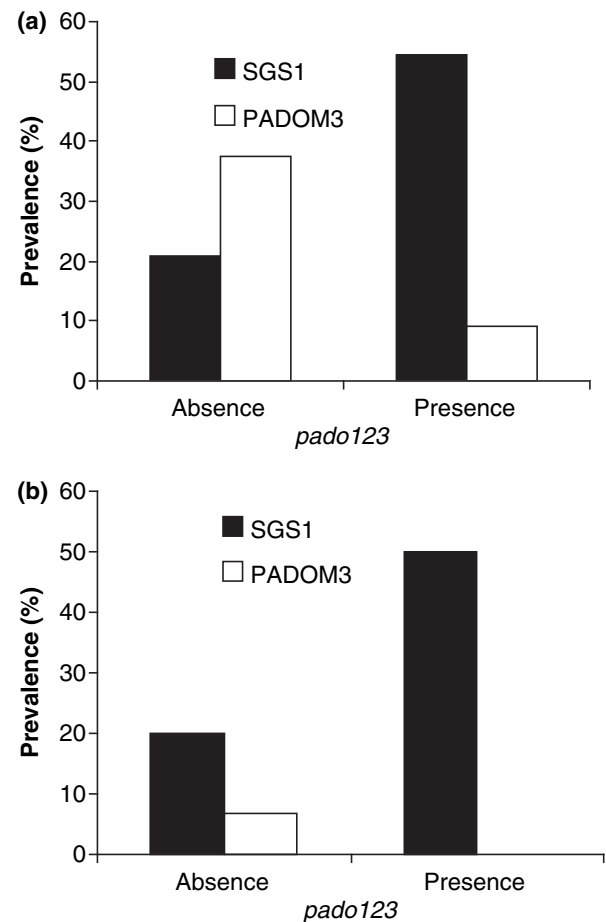 (a)
60
50
40
30
20
10
0
Prevalence (%)
SGS1
PADOM3
Absence Presence
pado123
(b)
60
50
40
30
20
10
0
Prevalence (%)
SGS1
PADOM3
Absence Presence
pado123